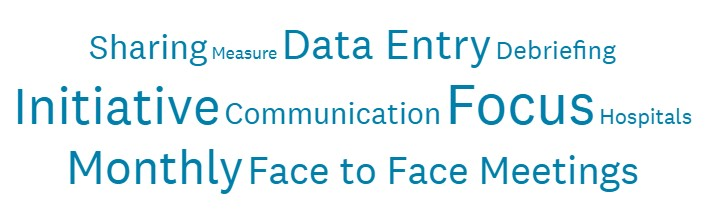 Sharing Measure Data Entry Debriefing
Initiative Communication Focus Hospitals
Monthly Face to Face Meetings